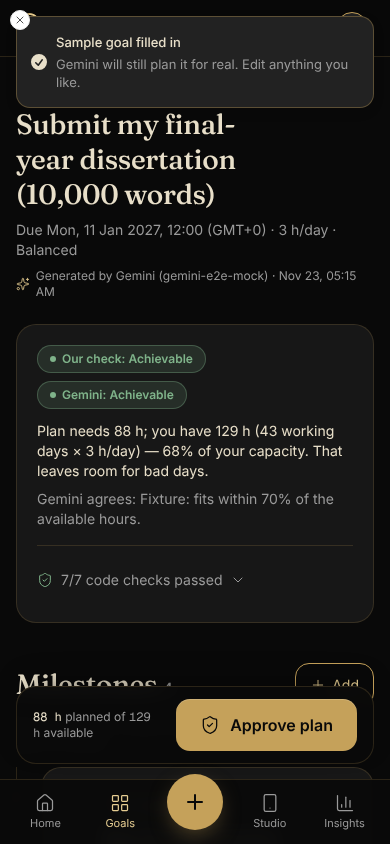 Sample goal filled in
Gemini will still plan it for real. Edit anything you
like.
Submit my final-
year dissertation
(10,000 words)
Due Mon, 11 Jan 2027, 12:00 (GMT+0) · 3 h/day ·
Balanced
Generated by Gemini (gemini-e2e-mock) · Nov 23, 05:15
AM
Our check: Achievable
Gemini: Achievable
Plan needs 88 h; you have 129 h (43 working
days × 3 h/day) — 68% of your capacity. That
leaves room for bad days.
Gemini agrees: Fixture: fits within 70% of the
available hours.
7/7 code checks passed
Milestones
+ Add
88 h planned of 129
h available
Approve plan
Home
Goals
Studio
Insights